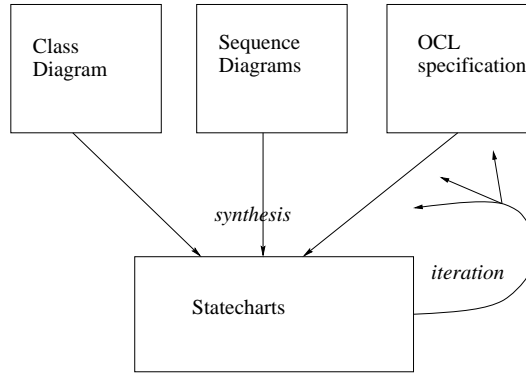 Class
Diagram
Sequence
Diagrams
OCL
specification
synthesis
iteration
Statecharts